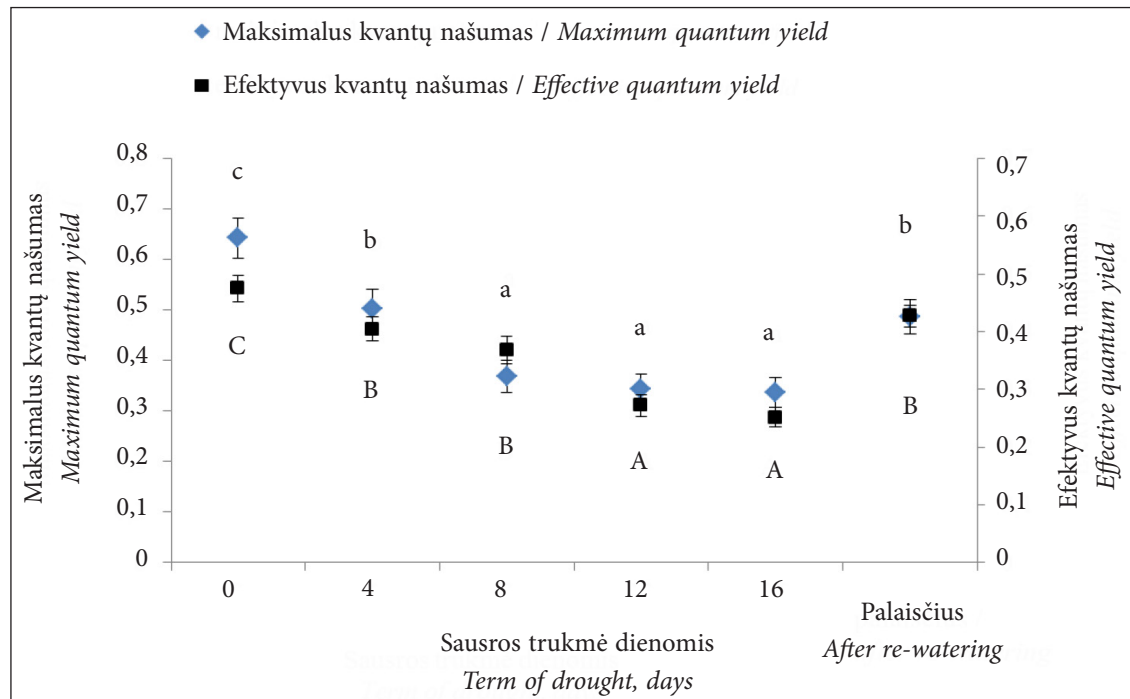 Maksimalus kvantų našumas / Maximum quantum yield
Efektyvus kvantų našumas / Effective quantum yield
Maksimalus kvantų našumas
Maximum quantum yield
0,8
0,7
0,6
0,5
0,4
0,3
0,2
0,1
0
c
b
a
a
a
b
C
B
B
A
A
B
0,7
0,6
0,5
0,4
0,3
0,2
0,1
0
Efektyvus kvantų našumas
Effective quantum yield
0 4 8 12 16
Palaisčius
After re-watering
Sausros trukmė dienomis
Term of drought, days